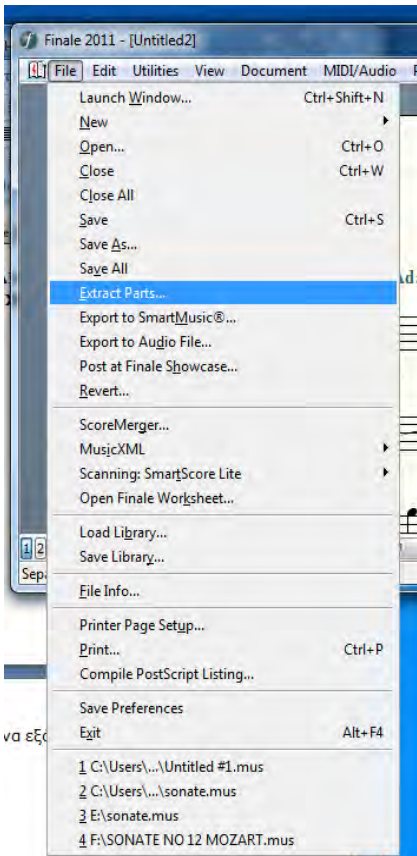 Finale 2011 - [Untitled2]
File Edit Utilities View Document MIDI/Audio
Launch Window... Ctrl+Shift+N
New
Open... Ctrl+O
Close Ctrl+W
Close All
Save Ctrl+S
Save As...
Save All
Extract Parts...
Export to SmartMusic®...
Export to Audio File...
Post at Finale Showcase...
Revert...
ScoreMerger...
MusicXML
Scanning: SmartScore Lite
Open Finale Worksheet...
Load Library...
Save Library...
File Info...
Printer Page Setup...
Print... Ctrl+P
Compile PostScript Listing...
Save Preferences
Exit Alt+F4
1 C:\Users\...\Untitled #1.mus
2 C:\Users\...\sonate.mus
3 E:\sonate.mus
4 F:\SONATE NO 12 MOZART.mus
1 2
να